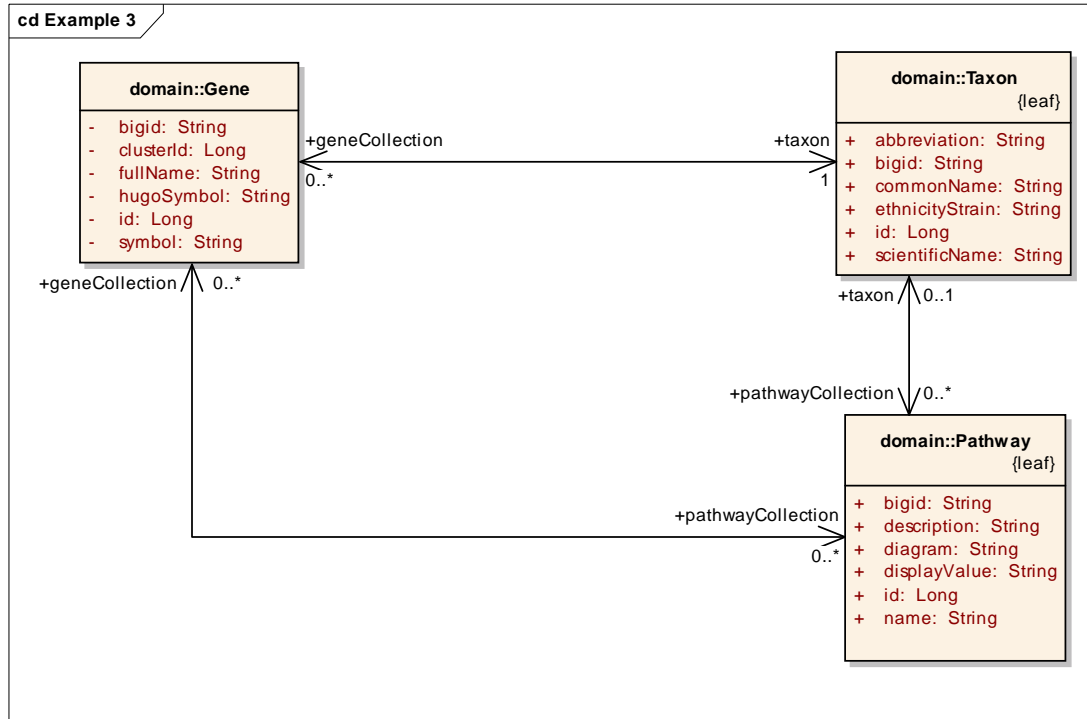 cd Example 3
domain::Gene
- bigid: String
- clusterId: Long
- fullName: String
- hugoSymbol: String
- id: Long
- symbol: String
+geneCollection
0..*
+taxon
1
domain::Taxon
{leaf}
+ abbreviation: String
+ bigid: String
+ commonName: String
+ ethnicityStrain: String
+ id: Long
+ scientificName: String
+geneCollection
0..*
+taxon
0..1
+pathwayCollection
0..*
domain::Pathway
{leaf}
+ bigid: String
+ description: String
+ diagram: String
+ displayValue: String
+ id: Long
+ name: String
+pathwayCollection
0..*